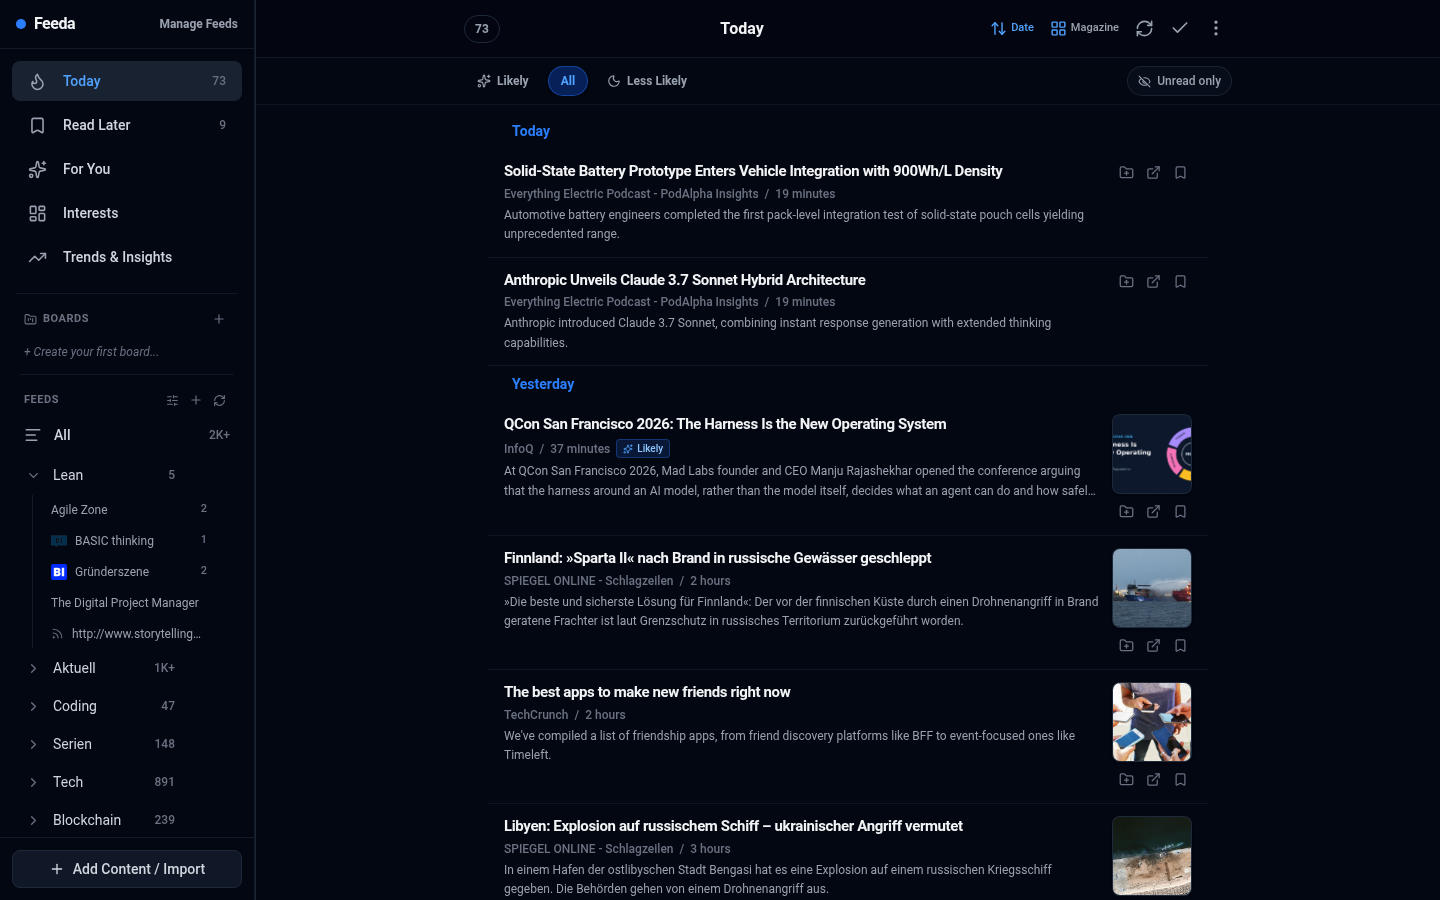 Feeda
Manage Feeds
Today 73
Read Later 9
For You
Interests
Trends & Insights
BOARDS
+ Create your first board...
FEEDS
All 2K+
Lean 5
Agile Zone 2
BASIC thinking 1
BI Gründerszene 2
The Digital Project Manager
http://www.storytelling...
Aktuell 1K+
Coding 47
Serien 148
Tech 891
Blockchain 239
+ Add Content / Import
73
Today
Date
Magazine
Likely
All
Less Likely
Unread only
Today
Solid-State Battery Prototype Enters Vehicle Integration with 900Wh/L Density
Everything Electric Podcast - PodAlpha Insights / 19 minutes
Automotive battery engineers completed the first pack-level integration test of solid-state pouch cells yielding
unprecedented range.
Anthropic Unveils Claude 3.7 Sonnet Hybrid Architecture
Everything Electric Podcast - PodAlpha Insights / 19 minutes
Anthropic introduced Claude 3.7 Sonnet, combining instant response generation with extended thinking
capabilities.
Yesterday
QCon San Francisco 2026: The Harness Is the New Operating System
InfoQ / 37 minutes Likely
At QCon San Francisco 2026, Mad Labs founder and CEO Manju Rajashekhar opened the conference arguing
that the harness around an AI model, rather than the model itself, decides what an agent can do and how safel...
ness Is
Operating
Finnland: »Sparta II« nach Brand in russische Gewässer geschleppt
SPIEGEL ONLINE - Schlagzeilen / 2 hours
»Die beste und sicherste Lösung für Finnland«: Der vor der finnischen Küste durch einen Drohnenangriff in Brand
geratene Frachter ist laut Grenzschutz in russisches Territorium zurückgeführt worden.
The best apps to make new friends right now
TechCrunch / 2 hours
We've compiled a list of friendship apps, from friend discovery platforms like BFF to event-focused ones like
Timeleft.
Libyen: Explosion auf russischem Schiff – ukrainischer Angriff vermutet
SPIEGEL ONLINE - Schlagzeilen / 3 hours
In einem Hafen der ostlibyschen Stadt Bengasi hat es eine Explosion auf einem russischen Kriegsschiff
gegeben. Die Behörden gehen von einem Drohnenangriff aus.